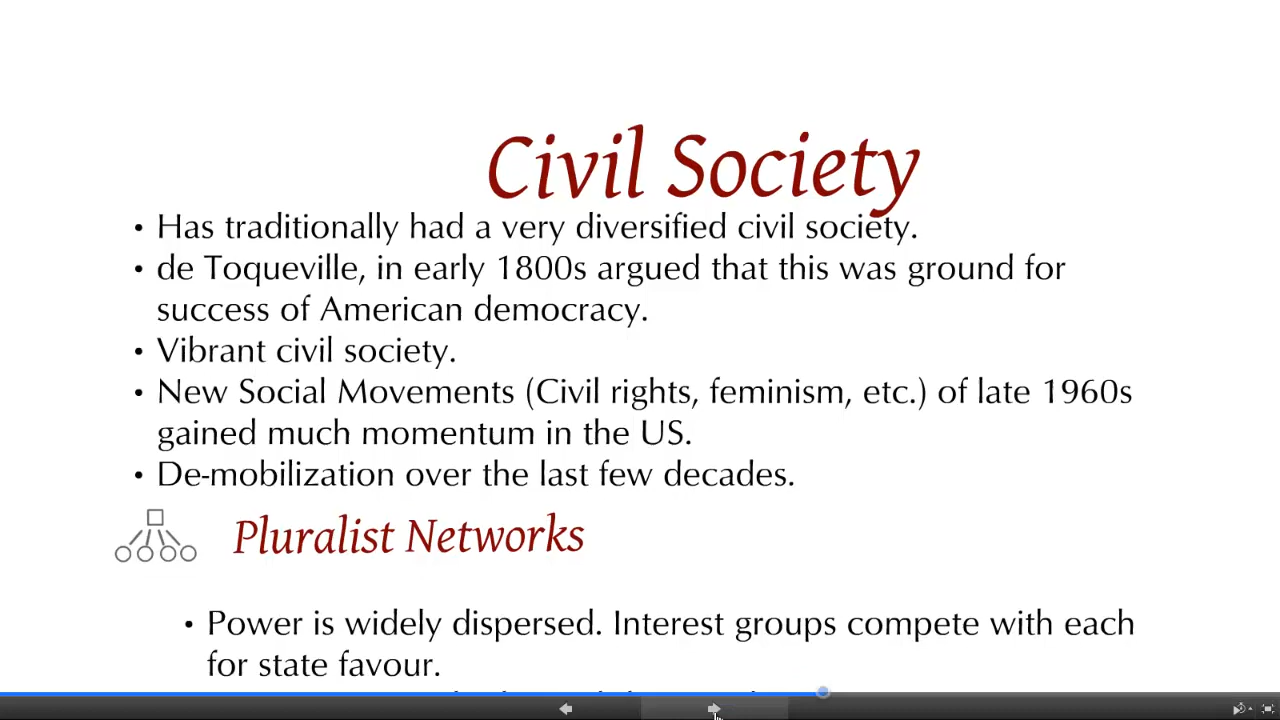 Civil Society
• Has traditionally had a very diversified civil society.
• de Toqueville, in early 1800s argued that this was ground for
success of American democracy.
• Vibrant civil society.
• New Social Movements (Civil rights, feminism, etc.) of late 1960s
gained much momentum in the US.
• De-mobilization over the last few decades.
Pluralist Networks
• Power is widely dispersed. Interest groups compete with each
for state favour.